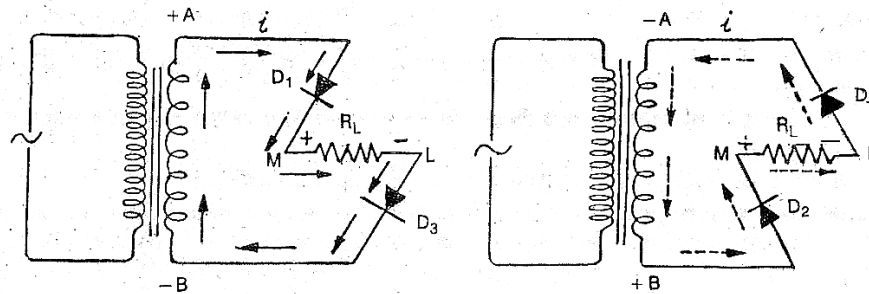 +A
i
D1
RL
+
-
M
L
D3
-B
-A
i
RL
M
+
-
D2
+B